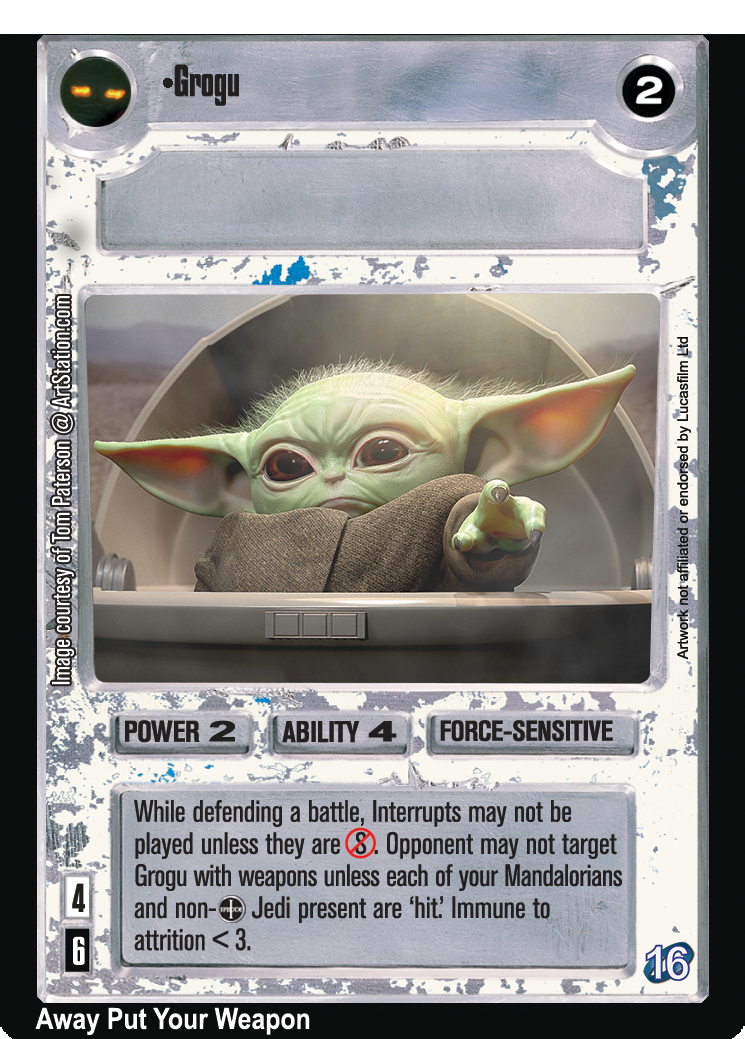 •Grogu
2
Image courtesy of Tom Paterson @ ArtStation.com
Artwork not affiliated or endorsed by Lucasfilm Ltd
POWER 2
ABILITY 4
FORCE-SENSITIVE
While defending a battle, Interrupts may not be
played unless they are 8. Opponent may not target
Grogu with weapons unless each of your Mandalorians
and non- EPISODE I Jedi present are ‘hit.’ Immune to
attrition < 3.
4
6
16
Away Put Your Weapon